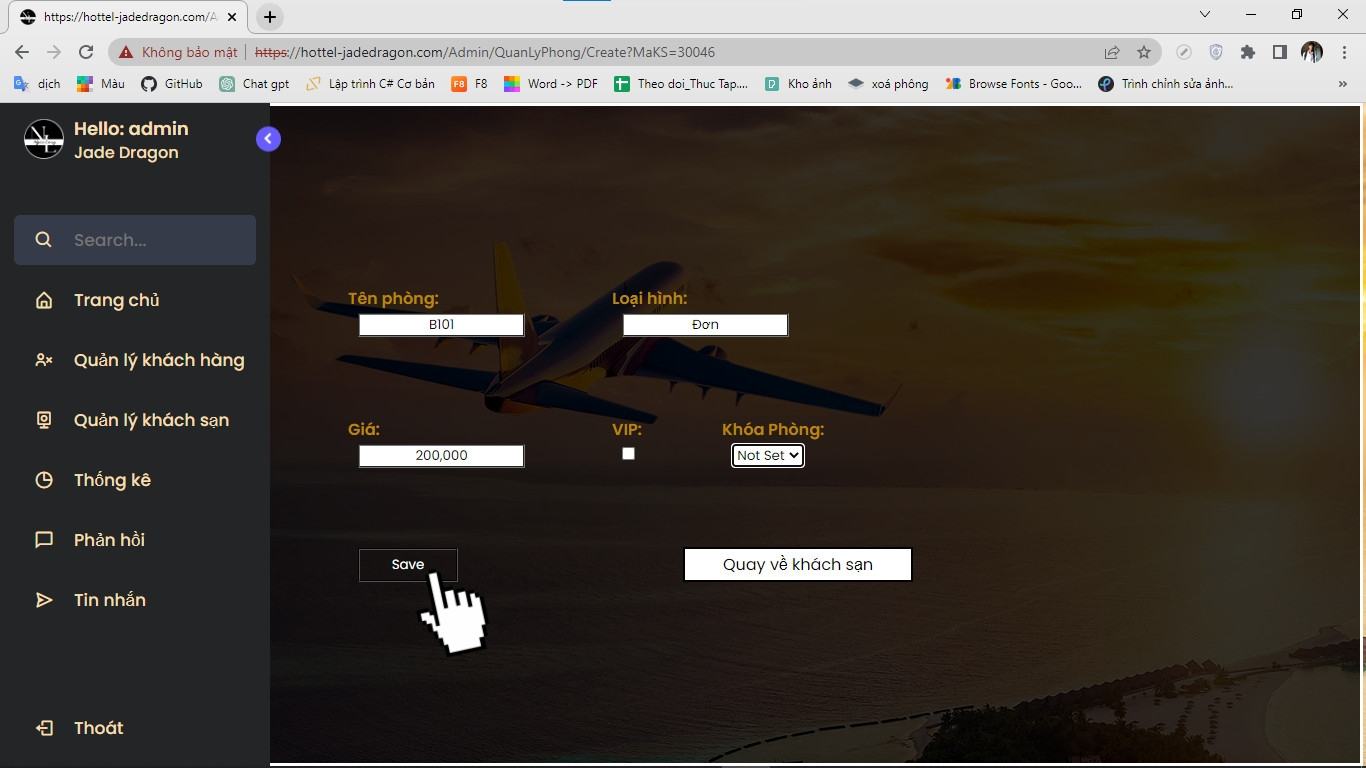 https://hottel-jadedragon.com/A
Không bảo mật | https://hottel-jadedragon.com/Admin/QuanLyPhong/Create?MaKS=30046
dịch Màu GitHub Chat gpt Lập trình C# Cơ bản F8 F8 Word -> PDF Theo doi_Thuc Tap... Kho ảnh xoá phông Browse Fonts - Goo... Trình chỉnh sửa ảnh... »
Hello: admin
Jade Dragon
Search...
Trang chủ
Quản lý khách hàng
Quản lý khách sạn
Thống kê
Phản hồi
Tin nhắn
Thoát
Tên phòng: Loại hình:
B101 Đơn
Giá: VIP: Khóa Phòng:
200,000 Not Set
Save Quay về khách sạn